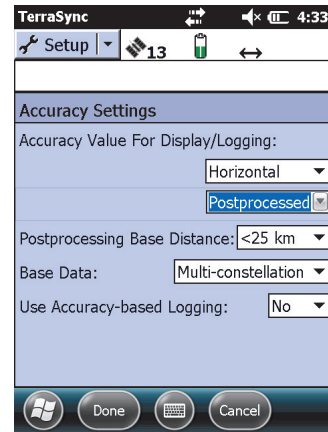 TerraSync 4:33
Setup 13
Accuracy Settings
Accuracy Value For Display/Logging:
Horizontal
Postprocessed
Postprocessing Base Distance: <25 km
Base Data: Multi-constellation
Use Accuracy-based Logging: No
Done Cancel